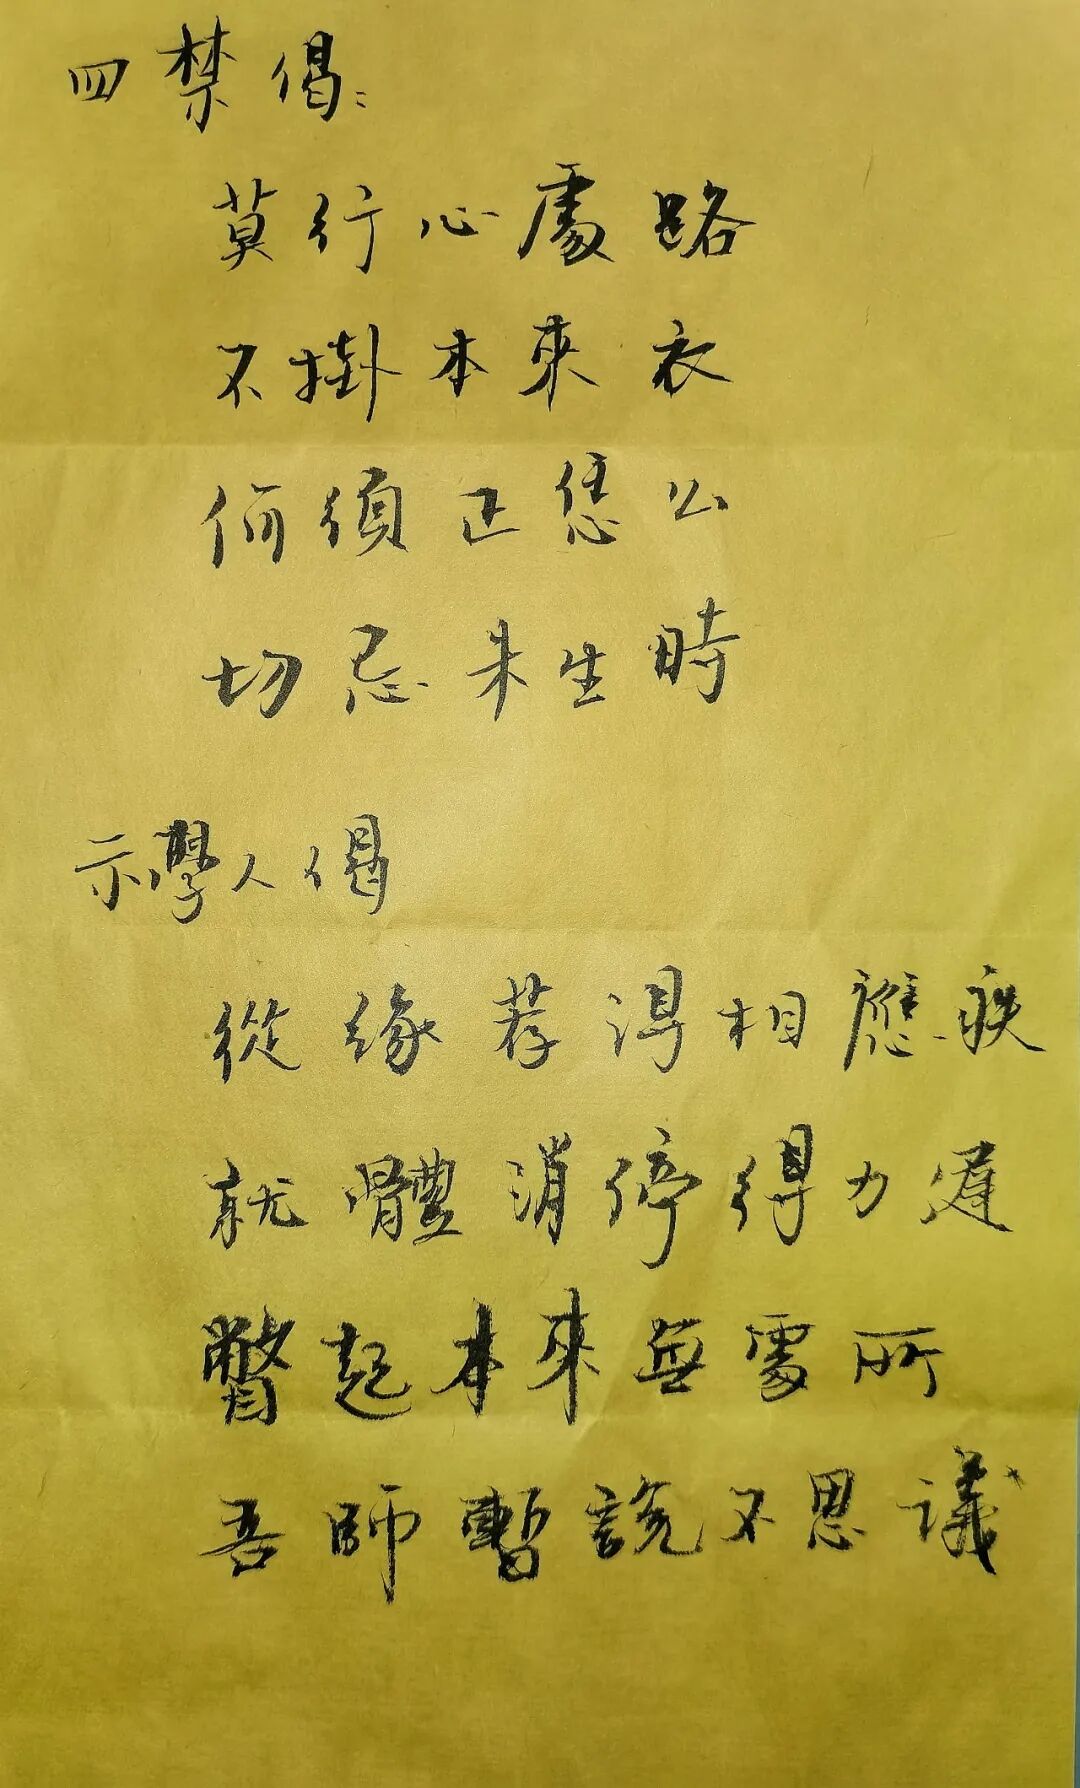 四禁偈：
莫行心處路
不掛本來衣
何須正恁么
切忌未生時
示學人偈
從緣荐得相應疾
就體消停得力遲
瞥起本來無處所
吾師暫說不思議